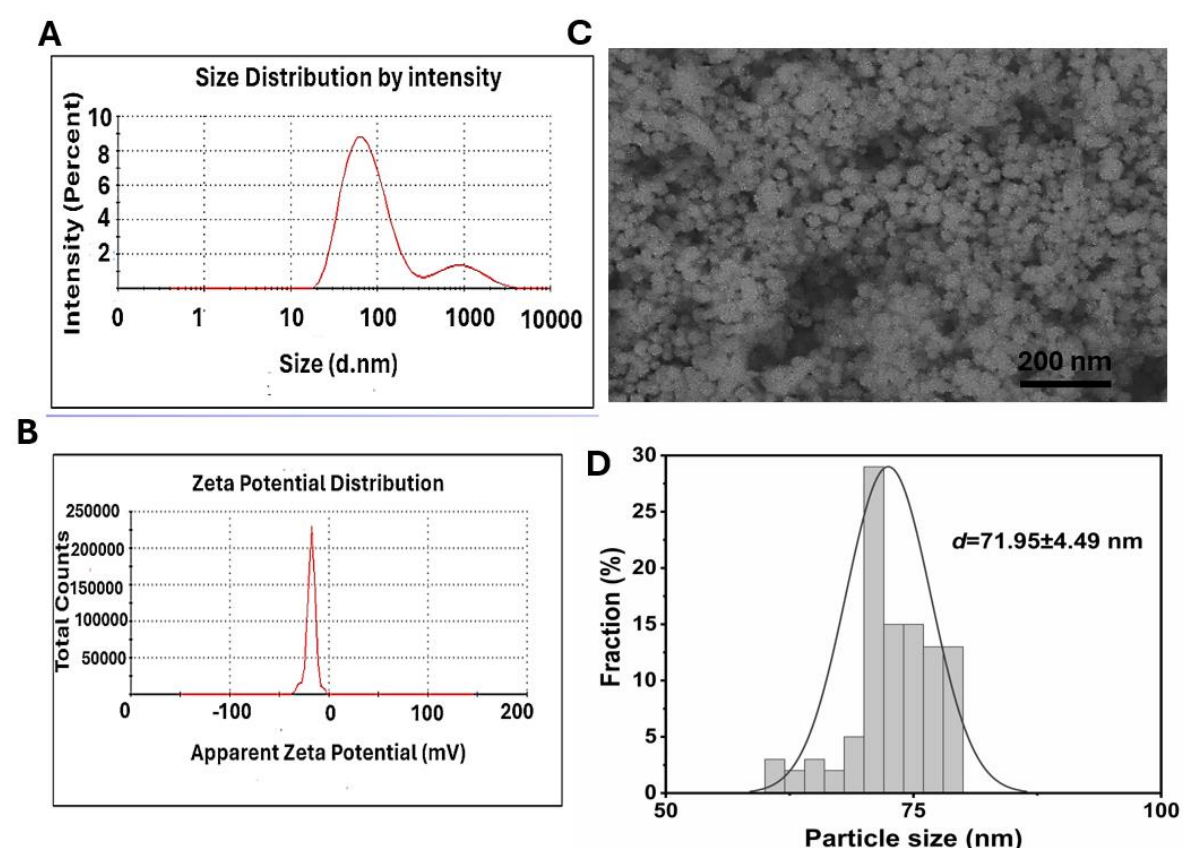 A
Size Distribution by intensity
Intensity (Percent)
10
8
6
4
2
0 1 10 100 1000 10000
Size (d.nm)
B
Zeta Potential Distribution
Total Counts
250000
200000
150000
100000
50000
0 -100 0 100 200
Apparent Zeta Potential (mV)
C
200 nm
D
Fraction (%)
30
25
20
15
10
5
0
d=71.95±4.49 nm
50 75 100
Particle size (nm)